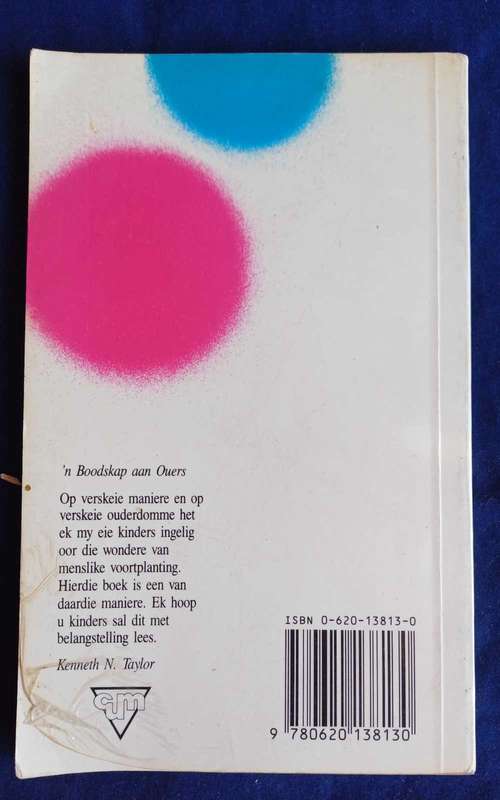 'n Boodskap aan Ouers
Op verskeie maniere en op
verskeie ouderdomme het
ek my eie kinders ingelig
oor die wondere van
menslike voortplanting.
Hierdie boek is een van
daardie maniere. Ek hoop
u kinders sal dit met
belangstelling lees.
Kenneth N. Taylor
cum
ISBN 0-620-13813-0
9 780620 138130